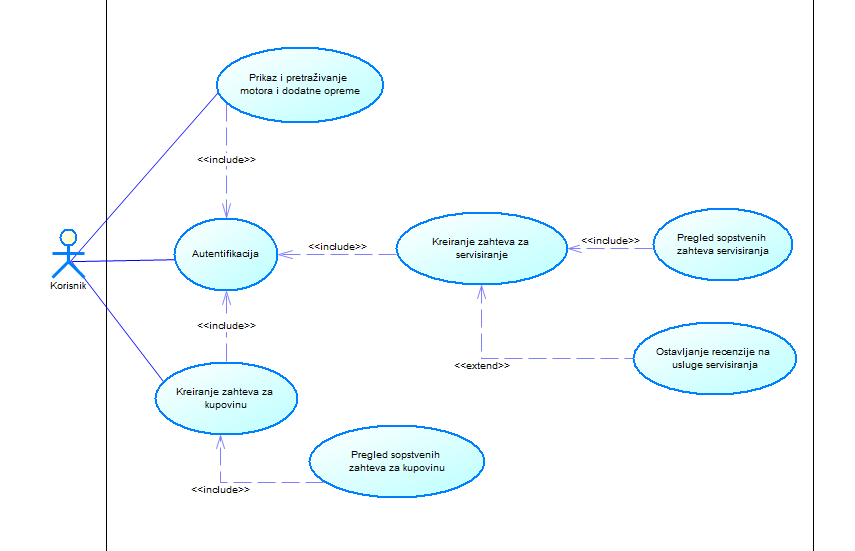 Prikaz i pretraživanje
motora i dodatne opreme
<<include>>
Korisnik
Autentifikacija
<<include>>
Kreiranje zahteva za
servisiranje
<<include>>
Pregled sopstvenih
zahteva servisiranja
<<include>>
<<extend>>
Ostavljanje recenzije na
usluge servisiranja
Kreiranje zahteva za
kupovinu
<<include>>
Pregled sopstvenih
zahteva za kupovinu